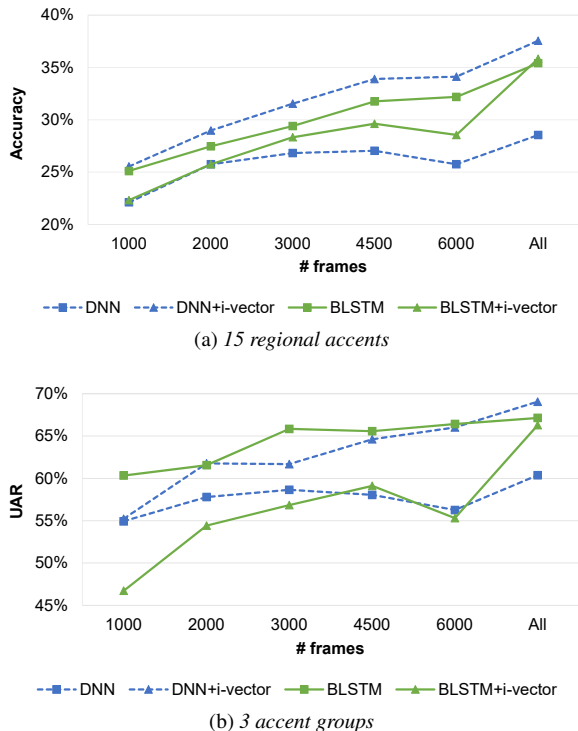 40%
35%
30%
25%
20%
Accuracy
1000 2000 3000 4500 6000 All
# frames
DNN DNN+i-vector BLSTM BLSTM+i-vector
(a) 15 regional accents
70%
65%
60%
55%
50%
45%
UAR
1000 2000 3000 4500 6000 All
# frames
DNN DNN+i-vector BLSTM BLSTM+i-vector
(b) 3 accent groups